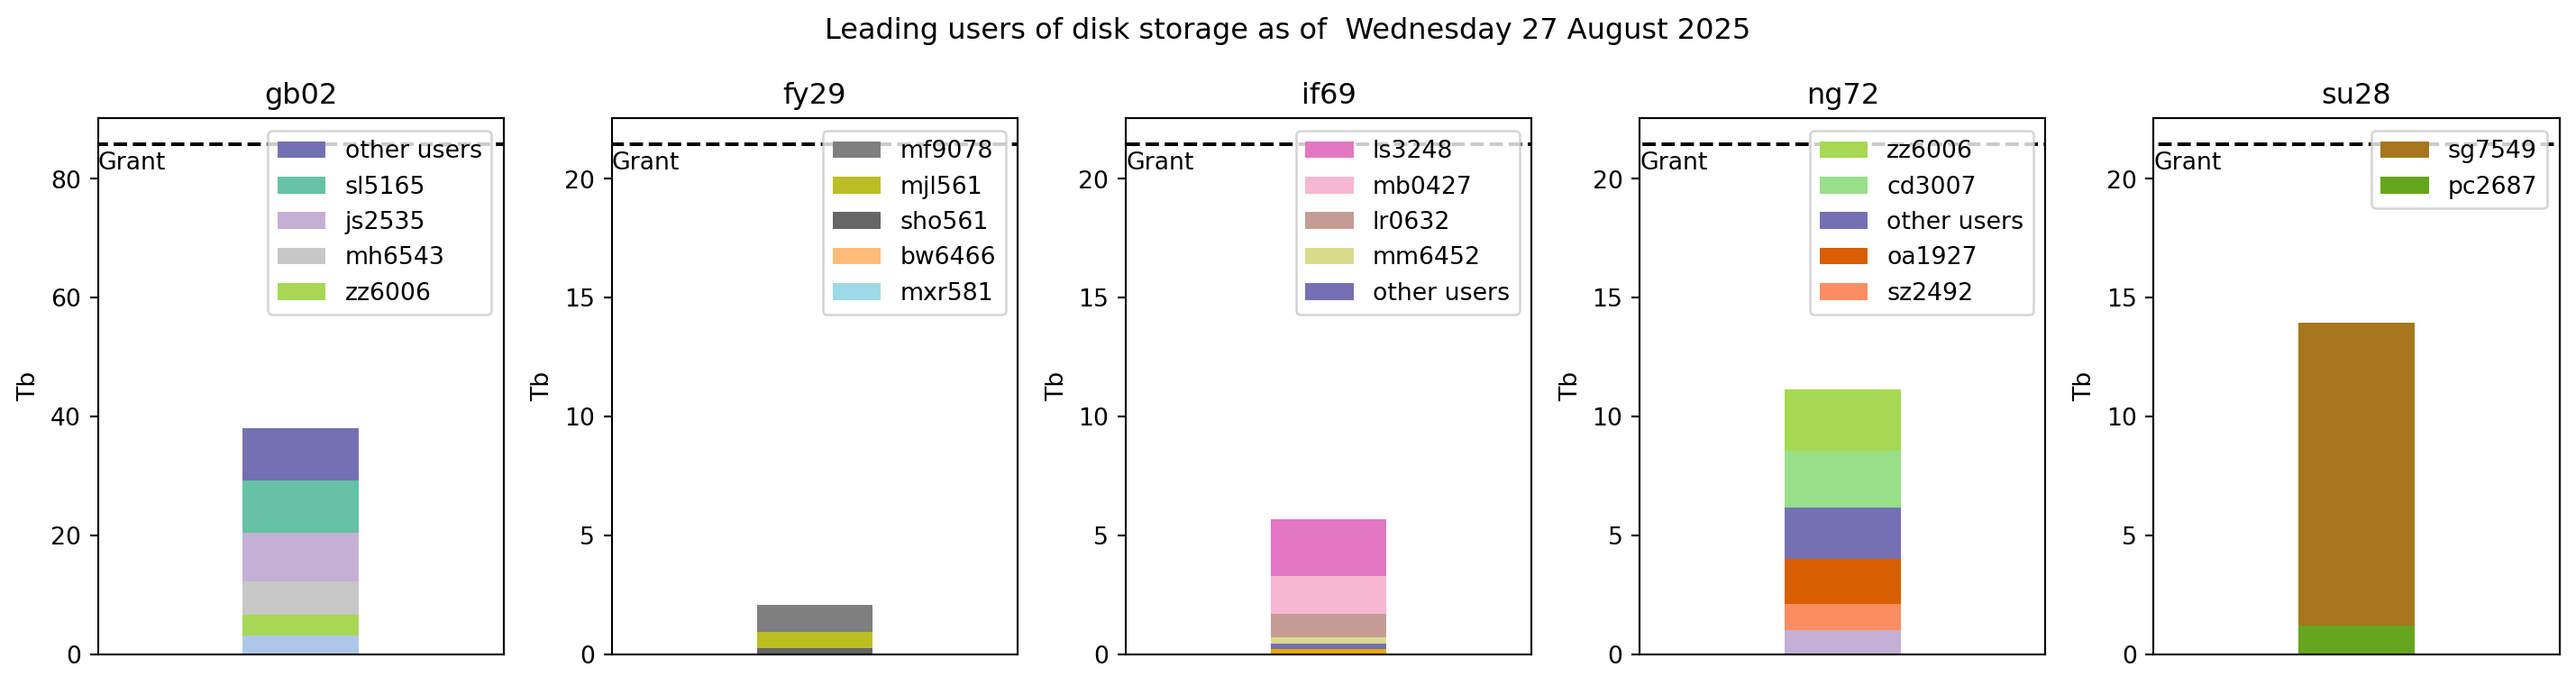 Leading users of disk storage as of  Wednesday 27 August 2025
gb02
Tb
80
60
40
20
0
Grant
other users
sl5165
js2535
mh6543
zz6006
fy29
Tb
20
15
10
5
0
Grant
mf9078
mjl561
sho561
bw6466
mxr581
if69
Tb
20
15
10
5
0
Grant
ls3248
mb0427
lr0632
mm6452
other users
ng72
Tb
20
15
10
5
0
Grant
zz6006
cd3007
other users
oa1927
sz2492
su28
Tb
20
15
10
5
0
Grant
sg7549
pc2687